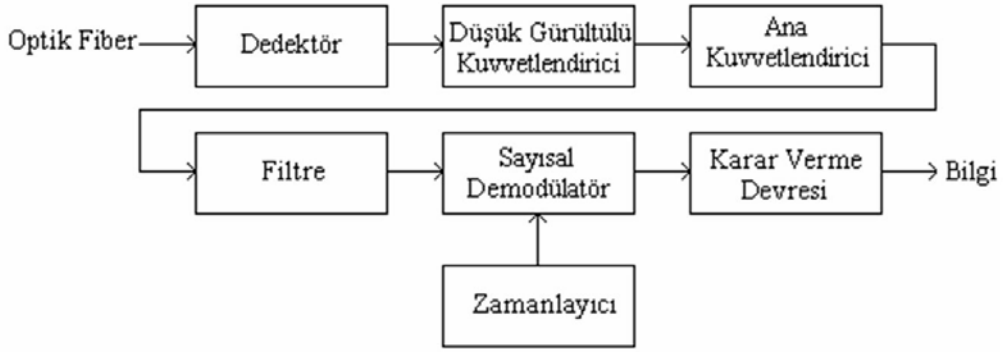 Optik Fiber
Dedektör
Düşük Gürültülü
Kuvvetlendirici
Ana
Kuvvetlendirici
Filtre
Sayısal
Demodülatör
Karar Verme
Devresi
Bilgi
Zamanlayıcı